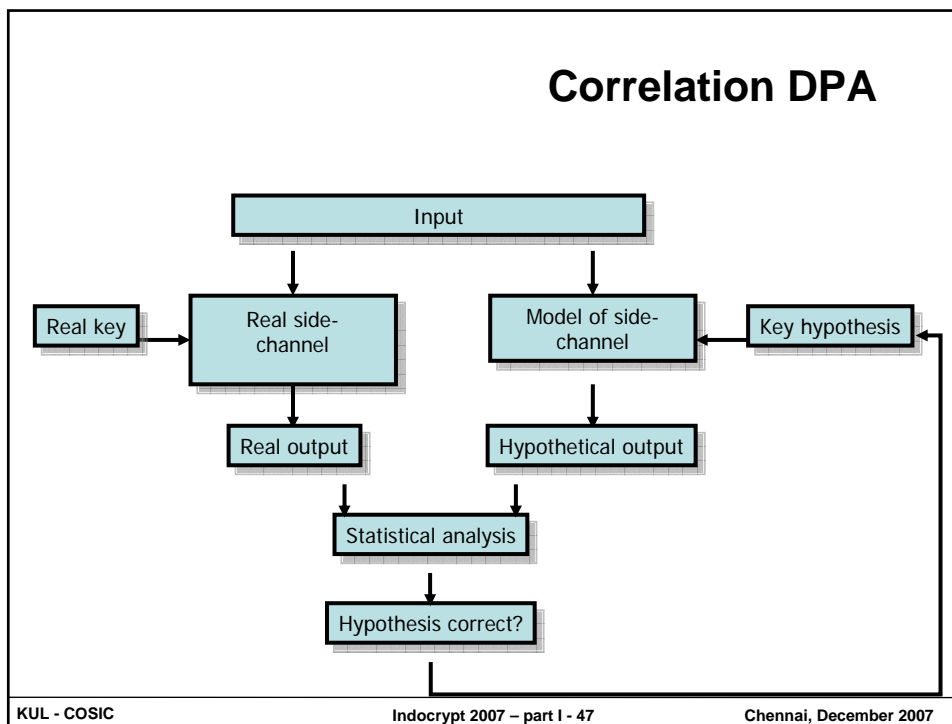 Correlation DPA
Input
Real key
Real side-
channel
Model of side-
channel
Key hypothesis
Real output
Hypothetical output
Statistical analysis
Hypothesis correct?
KUL - COSIC
Indocrypt 2007 – part I - 47
Chennai, December 2007